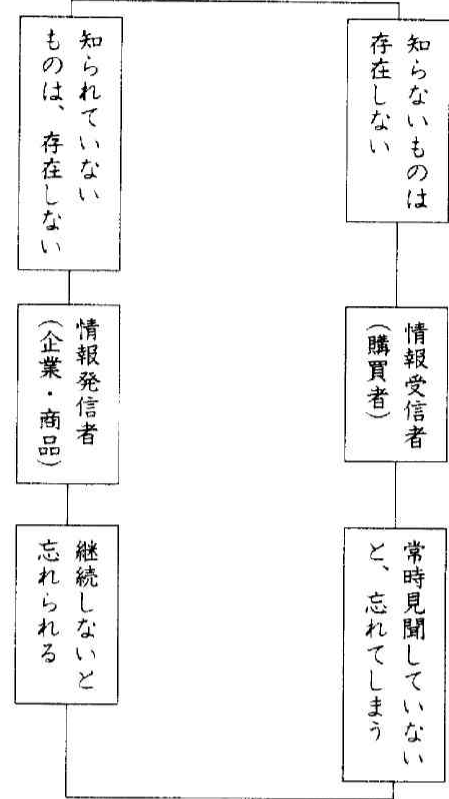 知らないものは
存在しない
情報受信者
（購買者）
常時見聞していない
と、忘れてしまう
知られていない
ものは、存在しない
情報発信者
（企業・商品）
継続しないと
忘れられる